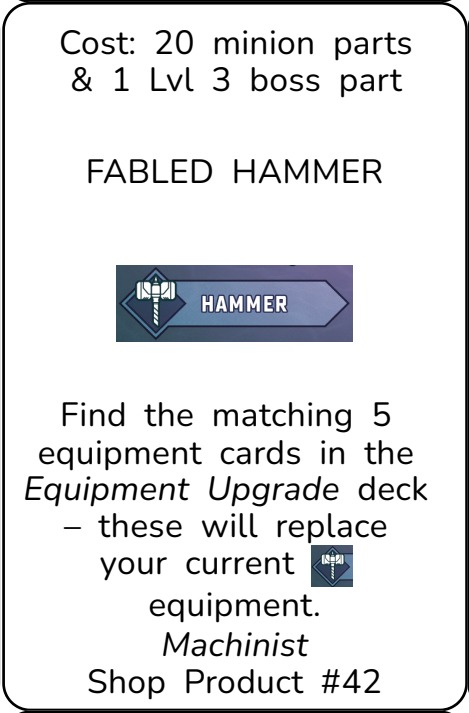 Cost: 20 minion parts
& 1 Lvl 3 boss part
FABLED HAMMER
HAMMER
Find the matching 5
equipment cards in the
Equipment Upgrade deck
– these will replace
your current
equipment.
Machinist
Shop Product #42